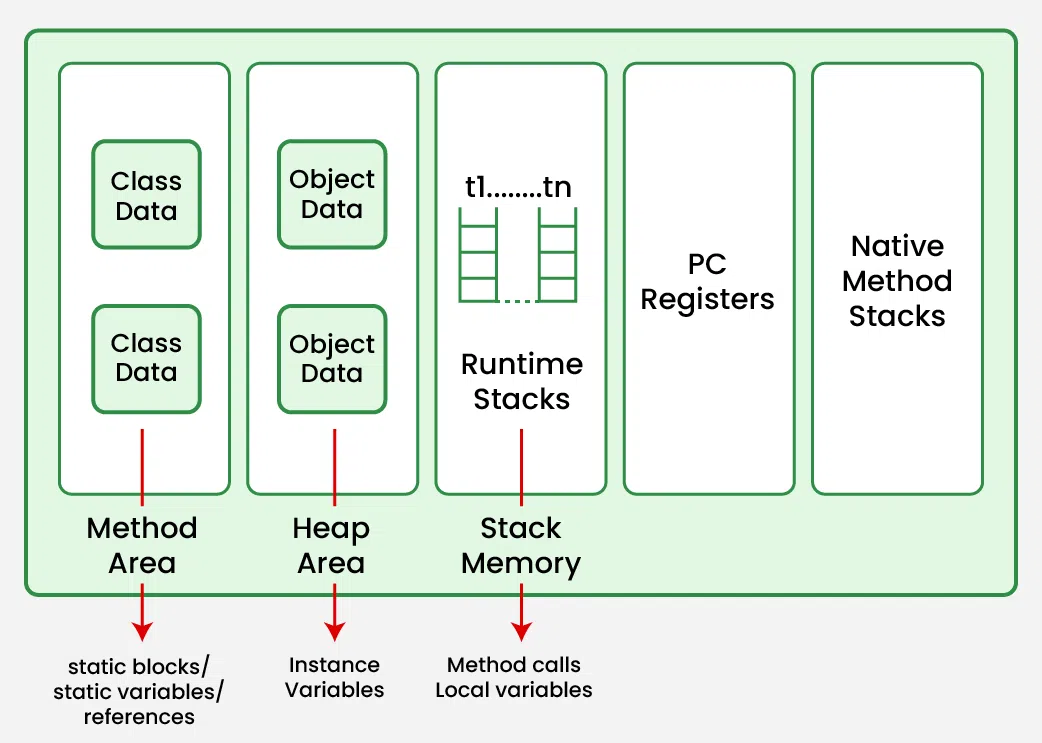 Class
Data
Class
Data
Method
Area
static blocks/
static variables/
references
Object
Data
Object
Data
Heap
Area
Instance
Variables
t1........tn
Runtime
Stacks
Stack
Memory
Method calls
Local variables
PC
Registers
Native
Method
Stacks